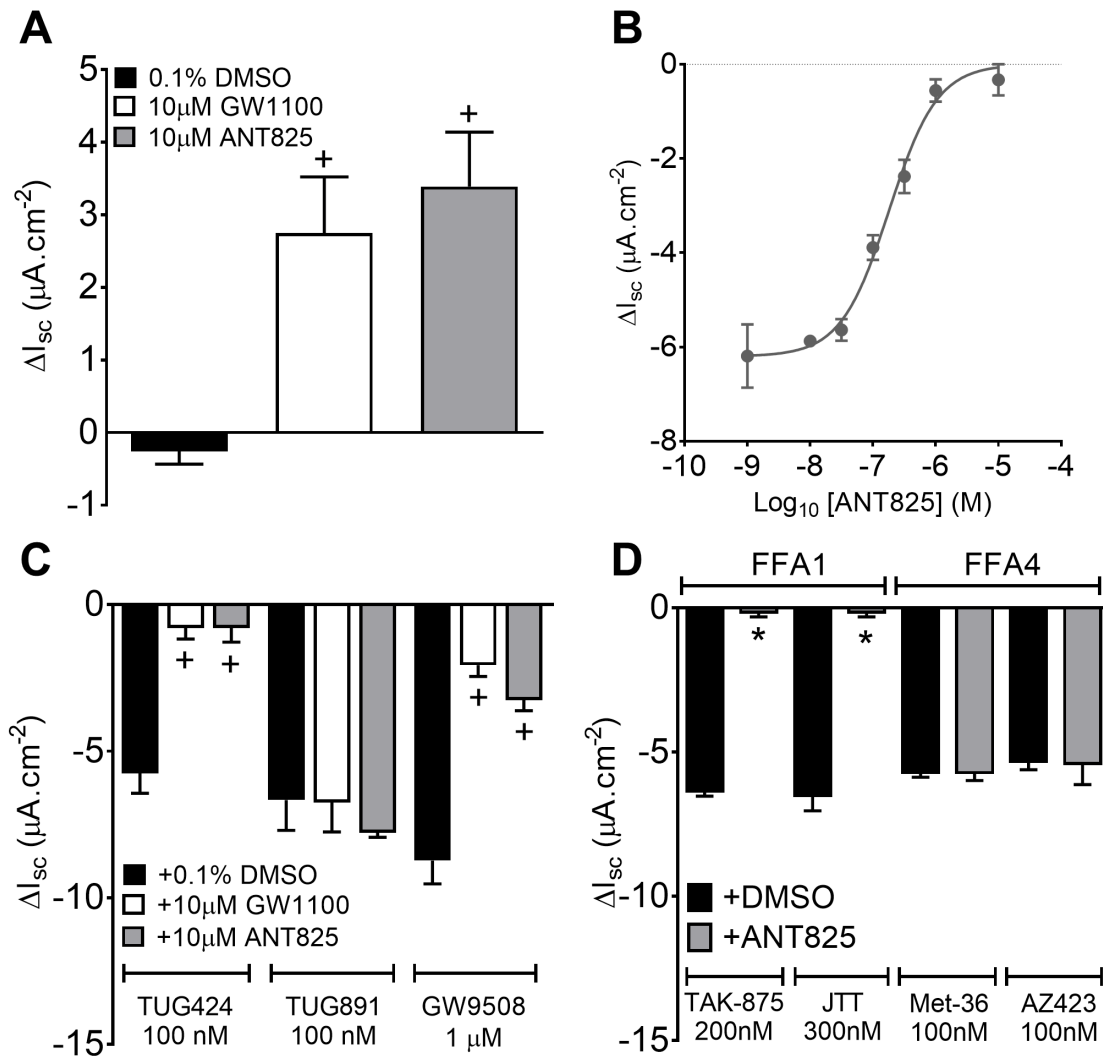 A
5
4
3
2
1
0
-1
ΔIsc (μA.cm-2)
0.1% DMSO
10μM GW1100
10μM ANT825
+
+
B
0
-2
-4
-6
-8
ΔIsc (μA.cm-2)
-10 -9 -8 -7 -6 -5 -4
Log10 [ANT825] (M)
C
0
-5
-10
-15
ΔIsc (μA.cm-2)
+ + + +
+0.1% DMSO
+10μM GW1100
+10μM ANT825
TUG424 TUG891 GW9508
100 nM 100 nM 1 μM
D
FFA1 FFA4
0
-5
-10
-15
ΔIsc (μA.cm-2)
* *
+DMSO
+ANT825
TAK-875 JTT Met-36 AZ423
200nM 300nM 100nM 100nM